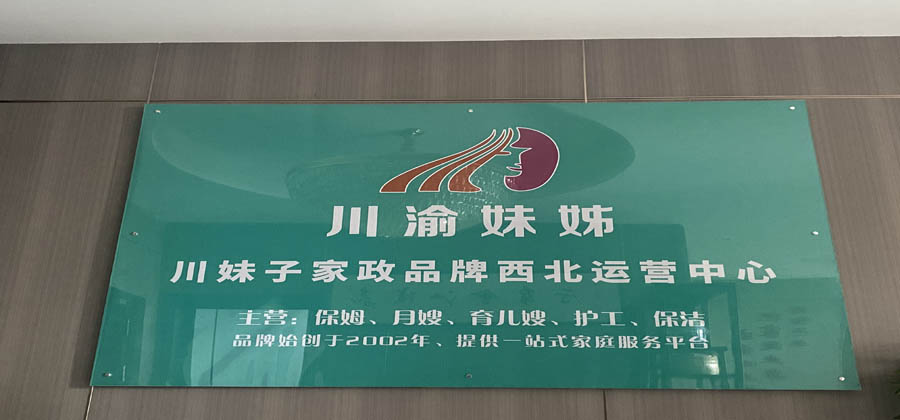 川渝妹姊
川妹子家政品牌西北运营中心
主营：保姆、月嫂、育儿嫂、护工、保洁
品牌始创于2002年、提供一站式家庭服务平台